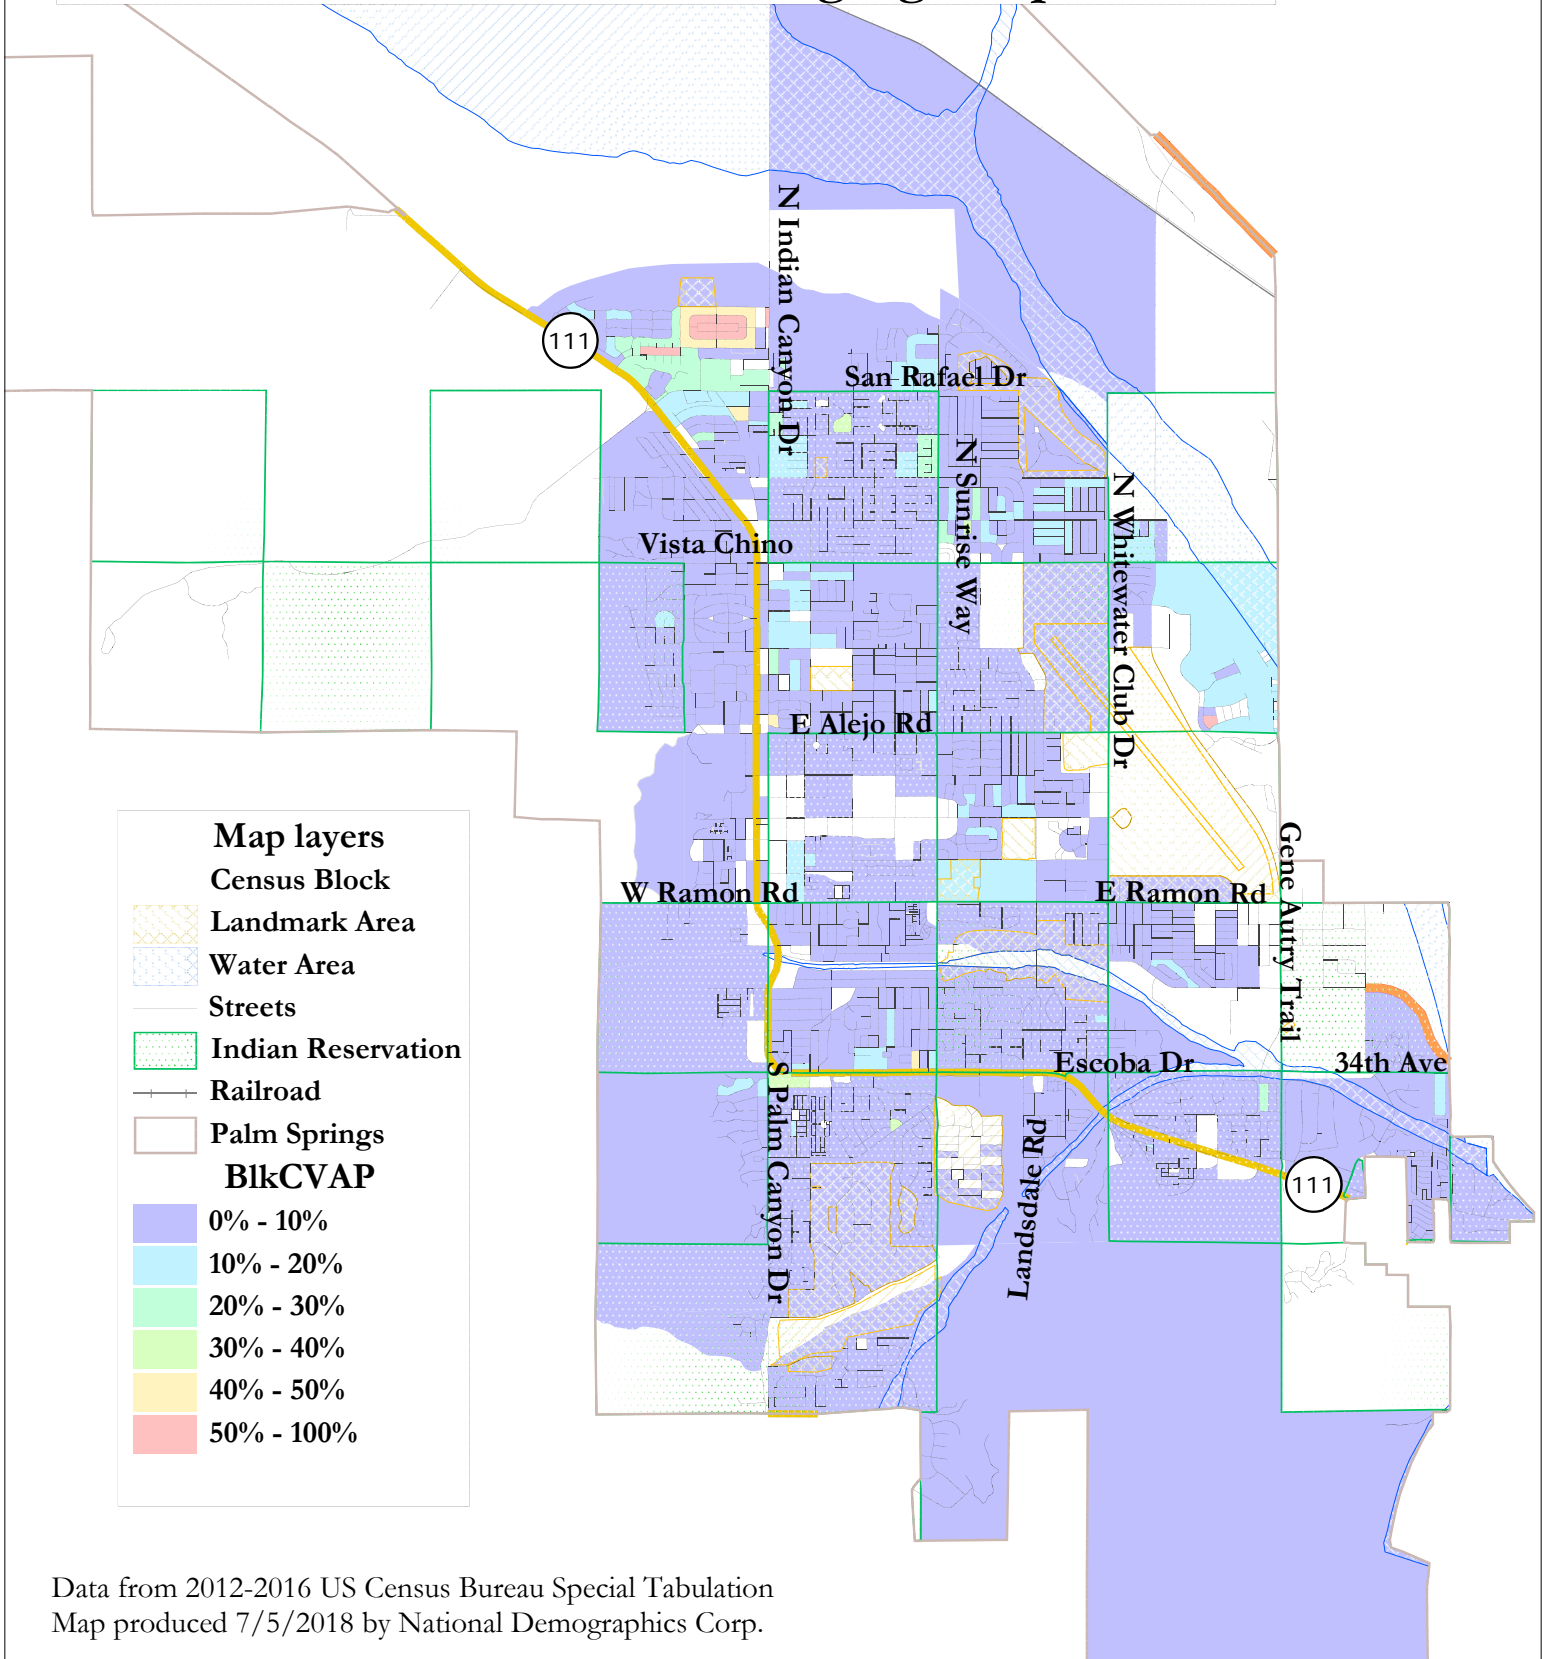 N Indian Canyon Dr
111
San Rafael Dr
N Sunrise Way
N Whitewater Club Dr
Vista Chino
E Alejo Rd
Gene Autry Trail
W Ramon Rd
E Ramon Rd
Escoba Dr
34th Ave
S Palm Canyon Dr
Landsdale Rd
111
Map layers
Census Block
Landmark Area
Water Area
Streets
Indian Reservation
Railroad
Palm Springs
BlkCVAP
0% - 10%
10% - 20%
20% - 30%
30% - 40%
40% - 50%
50% - 100%
Data from 2012-2016 US Census Bureau Special Tabulation
Map produced 7/5/2018 by National Demographics Corp.